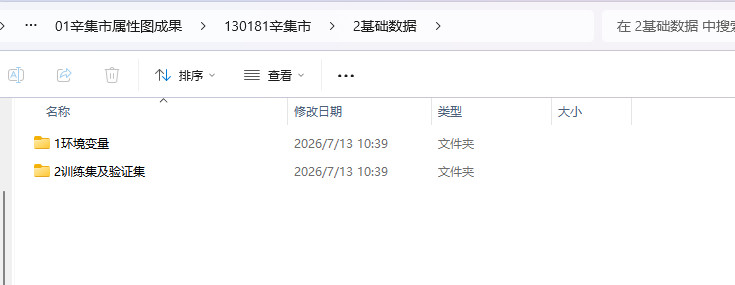 ··· 01辛集市属性图成果 > 130181辛集市 > 2基础数据 > 在 2基础数据 中搜索
排序 查看 ···
名称 修改日期 类型 大小
1环境变量 2026/7/13 10:39 文件夹
2训练集及验证集 2026/7/13 10:39 文件夹